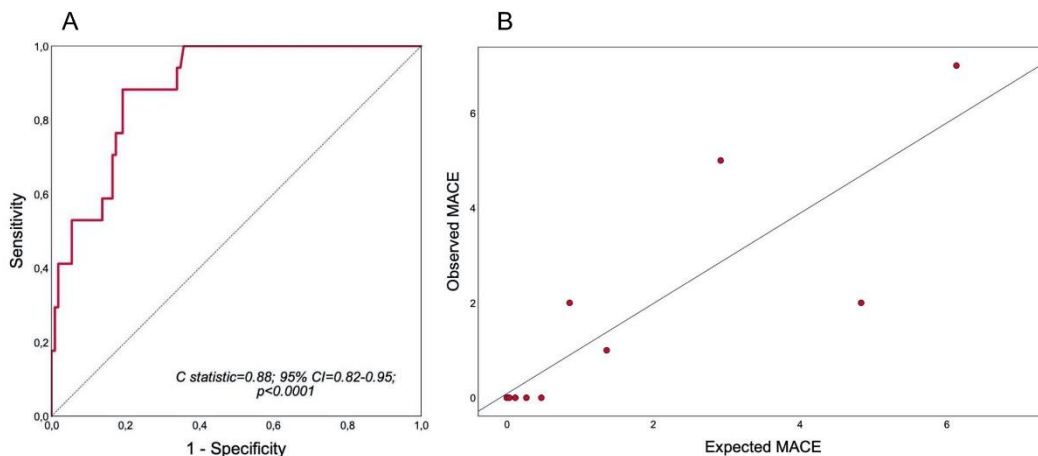 A
1,0
0,8
0,6
0,4
0,2
0,0
Sensitivity
C statistic=0.88; 95% CI=0.82-0.95;
p<0.0001
0,0 0,2 0,4 0,6 0,8 1,0
1 - Specificity
B
6
4
2
0
Observed MACE
0 2 4 6
Expected MACE